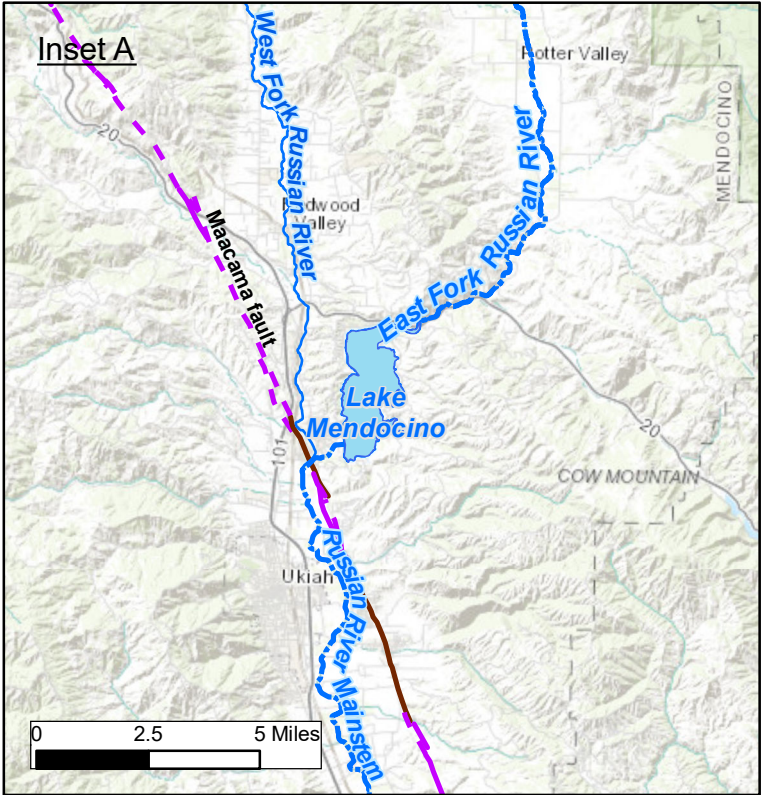 Inset A
Potter Valley
West Fork Russian River
MENDOCINO
20
Redwood
Valley
East Fork Russian River
Maacama fault
Lake
Mendocino
20
101
COW MOUNTAIN
Ukiah
Russian River Mainstem
0 2.5 5 Miles